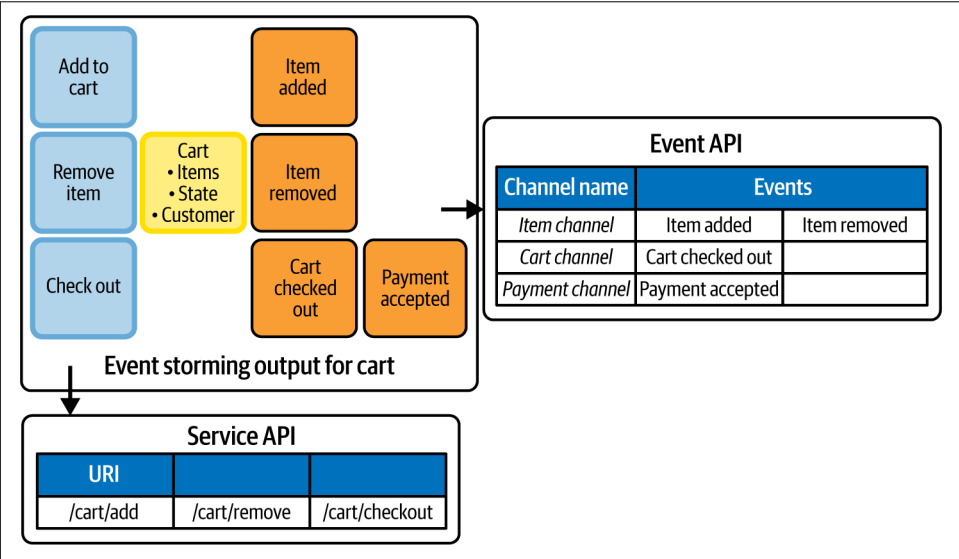 Add to
cart
Item
added
Remove
item
Cart
• Items
• State
• Customer
Item
removed
Check out
Cart
checked
out
Payment
accepted
Event storming output for cart
Event API
Channel name Events
Item channel Item added Item removed
Cart channel Cart checked out
Payment channel Payment accepted
Service API
URI
/cart/add /cart/remove /cart/checkout